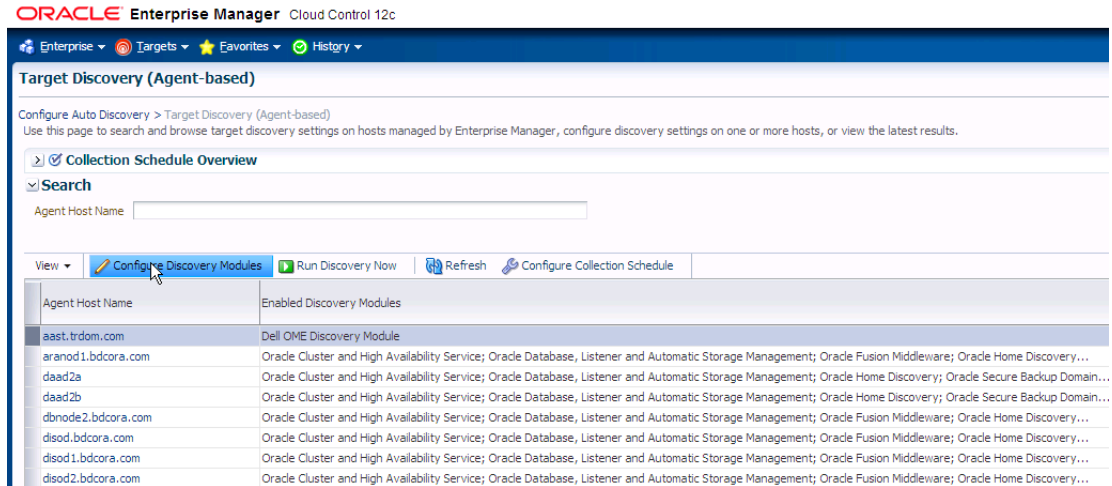 ORACLE Enterprise Manager Cloud Control 12c
Enterprise Targets Favorites History
Target Discovery (Agent-based)
Configure Auto Discovery > Target Discovery (Agent-based)
Use this page to search and browse target discovery settings on hosts managed by Enterprise Manager, configure discovery settings on one or more hosts, or view the latest results.
Collection Schedule Overview
Search
Agent Host Name
View Configure Discovery Modules Run Discovery Now Refresh Configure Collection Schedule
Agent Host Name Enabled Discovery Modules
aast.trdom.com Dell OME Discovery Module
aranod1.bdcora.com Oracle Cluster and High Availability Service; Oracle Database, Listener and Automatic Storage Management; Oracle Fusion Middleware; Oracle Home Discovery...
daad2a Oracle Cluster and High Availability Service; Oracle Database, Listener and Automatic Storage Management; Oracle Home Discovery; Oracle Secure Backup Domain...
daad2b Oracle Cluster and High Availability Service; Oracle Database, Listener and Automatic Storage Management; Oracle Home Discovery; Oracle Secure Backup Domain...
dbnode2.bdcora.com Oracle Cluster and High Availability Service; Oracle Database, Listener and Automatic Storage Management; Oracle Fusion Middleware; Oracle Home Discovery...
disod.bdcora.com Oracle Cluster and High Availability Service; Oracle Database, Listener and Automatic Storage Management; Oracle Fusion Middleware; Oracle Home Discovery...
disod1.bdcora.com Oracle Cluster and High Availability Service; Oracle Database, Listener and Automatic Storage Management; Oracle Fusion Middleware; Oracle Home Discovery...
disod2.bdcora.com Oracle Cluster and High Availability Service; Oracle Database, Listener and Automatic Storage Management; Oracle Fusion Middleware; Oracle Home Discovery...